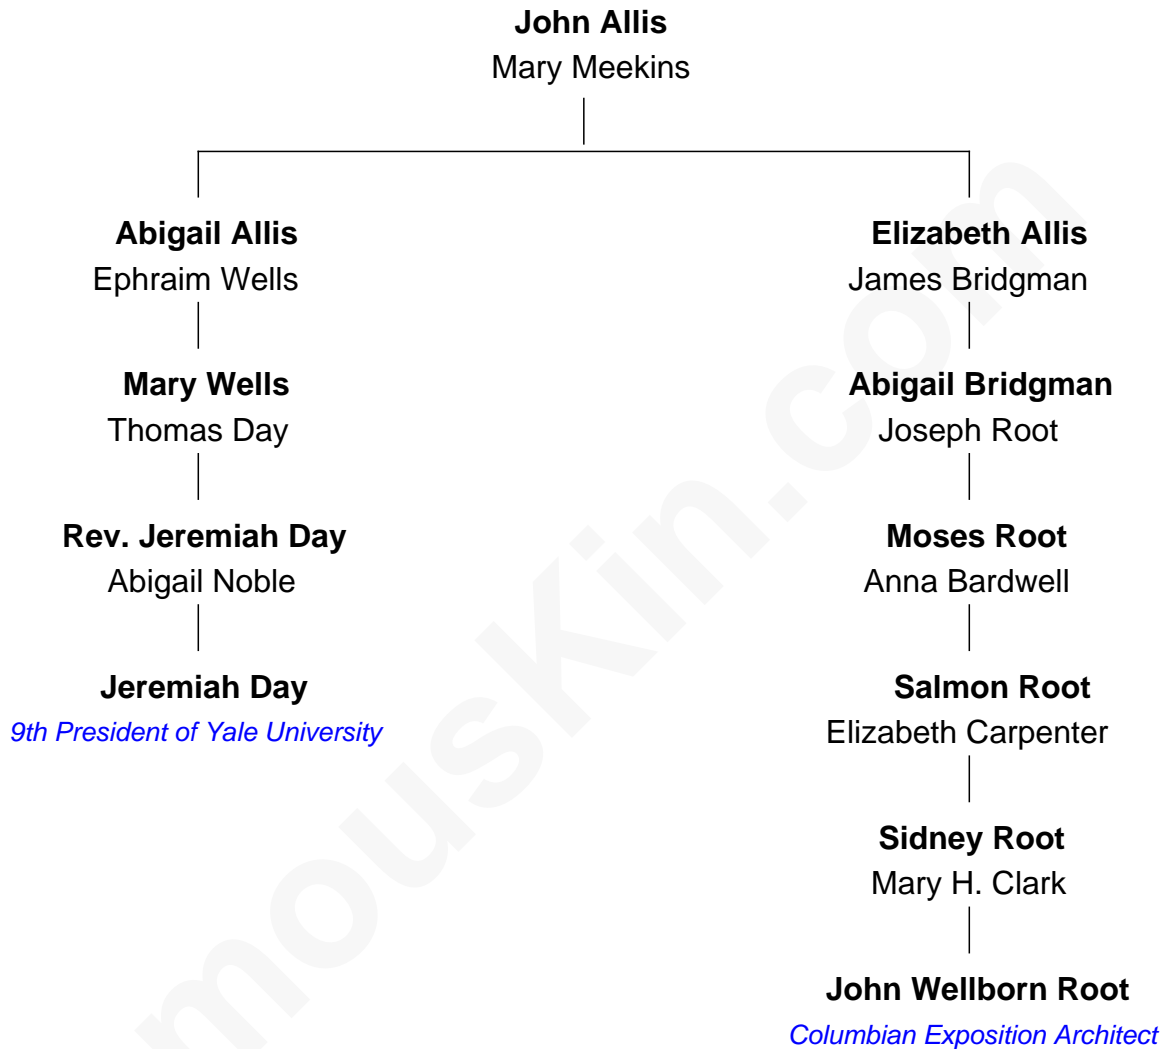 John Allis
Mary Meekins
Abigail Allis
Ephraim Wells
Mary Wells
Thomas Day
Rev. Jeremiah Day
Abigail Noble
Jeremiah Day
9th President of Yale University
Elizabeth Allis
James Bridgman
Abigail Bridgman
Joseph Root
Moses Root
Anna Bardwell
Salmon Root
Elizabeth Carpenter
Sidney Root
Mary H. Clark
John Wellborn Root
Columbian Exposition Architect
mousKin.com